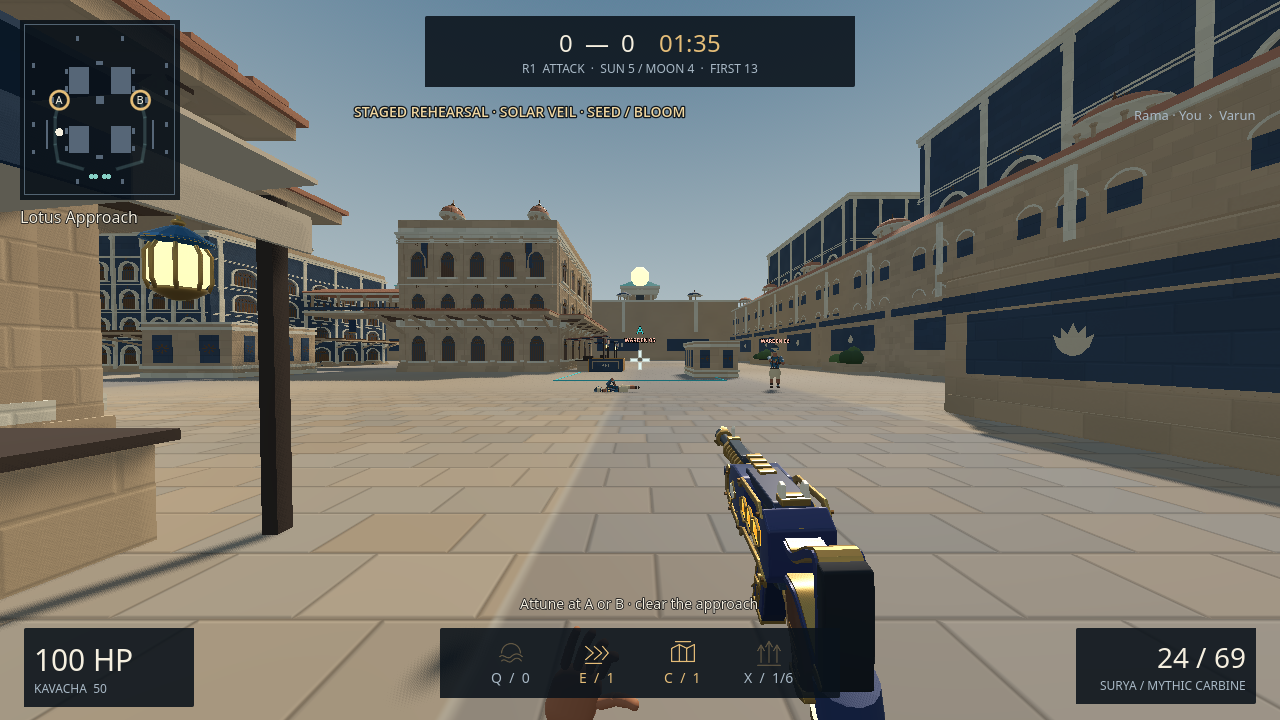 0 — 0 01:35
R1 ATTACK · SUN 5 / MOON 4 · FIRST 13
STAGED REHEARSAL · SOLAR VEIL · SEED / BLOOM
Rama · You › Varun
A
B
Lotus Approach
A
Attune at A or B · clear the approach
100 HP
KAVACHA 50
Q / 0
E / 1
C / 1
X / 1/6
24 / 69
SURYA / MYTHIC CARBINE